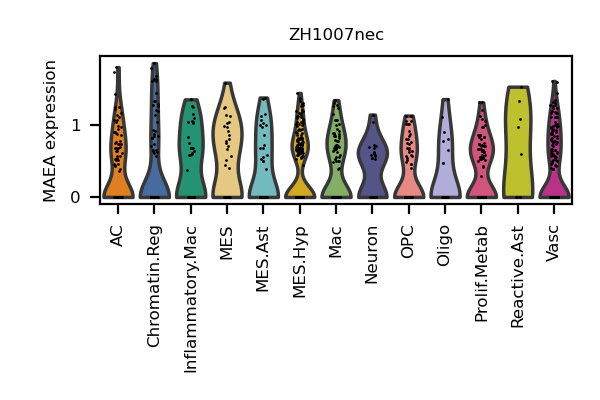 ZH1007nec
MAEA expression
1
0
AC
Chromatin.Reg
Inflammatory.Mac
MES
MES.Ast
MES.Hyp
Mac
Neuron
OPC
Oligo
Prolif.Metab
Reactive.Ast
Vasc